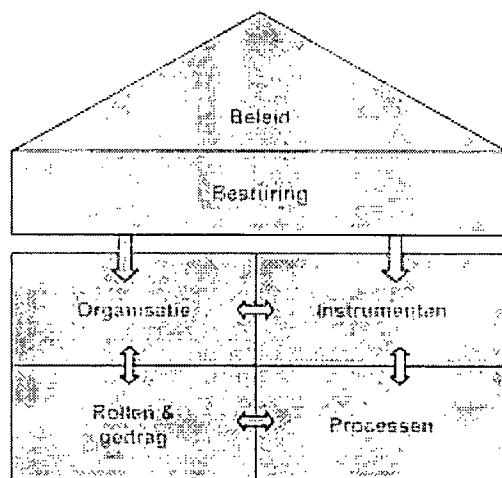 Beleid
Besturing
Organisatie
Instrumenten
Rollen &
gedrag
Processen